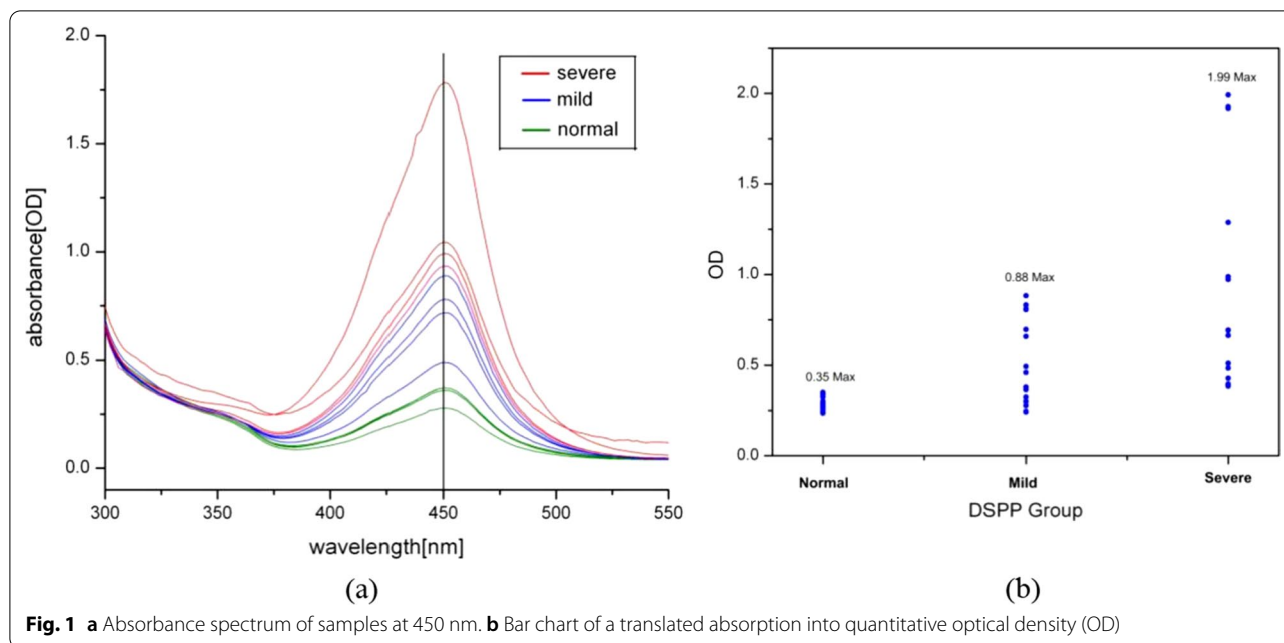 2.0
1.5
1.0
0.5
0.0
absorbance[OD]
severe
mild
normal
300 350 400 450 500 550
wavelength[nm]
(a)
2.0
1.5
1.0
0.5
0.0
OD
0.35 Max
0.88 Max
1.99 Max
Normal Mild Severe
DSPP Group
(b)
Fig. 1 a Absorbance spectrum of samples at 450 nm. b Bar chart of a translated absorption into quantitative optical density (OD)